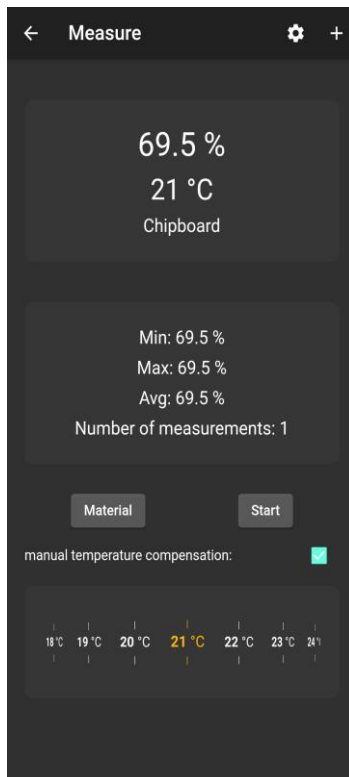 Measure
69.5 %
21 °C
Chipboard
Min: 69.5 %
Max: 69.5 %
Avg: 69.5 %
Number of measurements: 1
Material Start
manual temperature compensation:
18 °C 19 °C 20 °C 21 °C 22 °C 23 °C 24 °